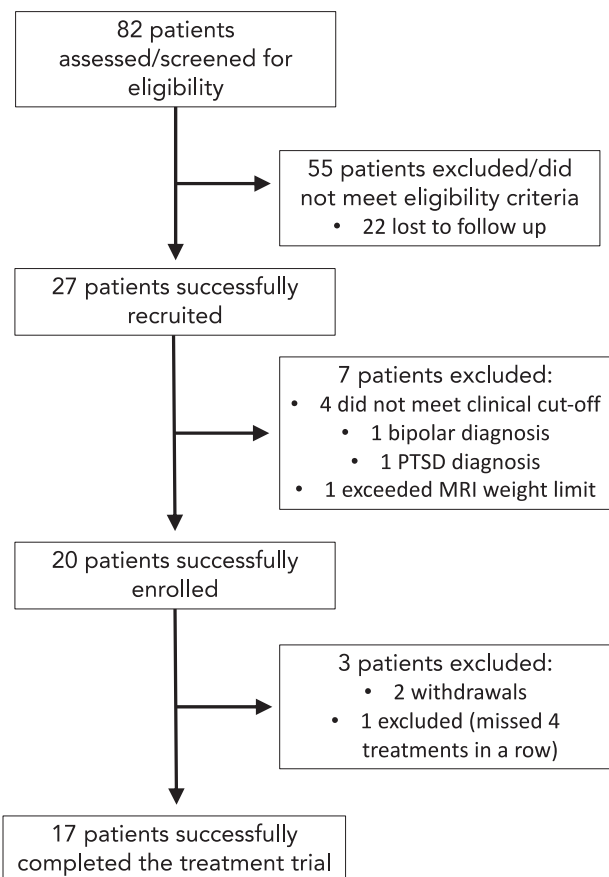 82 patients
assessed/screened for
eligibility
55 patients excluded/did
not meet eligibility criteria
• 22 lost to follow up
27 patients successfully
recruited
7 patients excluded:
• 4 did not meet clinical cut-off
• 1 bipolar diagnosis
• 1 PTSD diagnosis
• 1 exceeded MRI weight limit
20 patients successfully
enrolled
3 patients excluded:
• 2 withdrawals
• 1 excluded (missed 4
treatments in a row)
17 patients successfully
completed the treatment trial